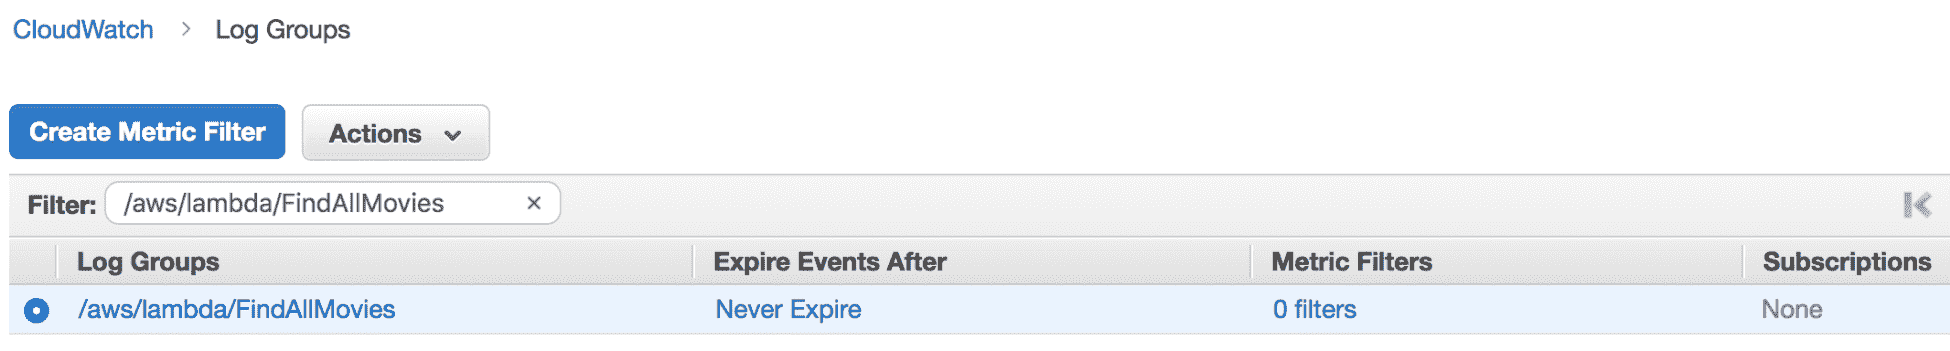 CloudWatch > Log Groups
Create Metric Filter Actions
Filter: /aws/lambda/FindAllMovies ×
Log Groups Expire Events After Metric Filters Subscriptions
/aws/lambda/FindAllMovies Never Expire 0 filters None